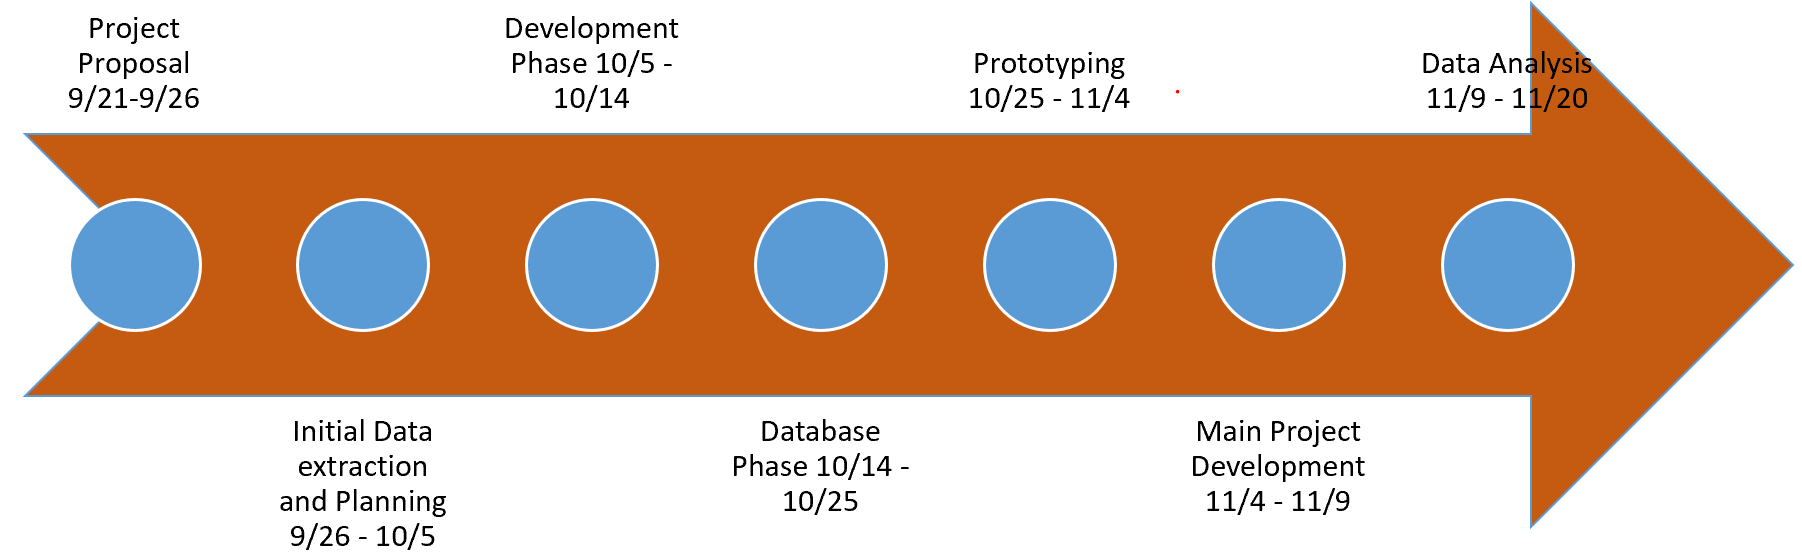 Project
Proposal
9/21-9/26
Initial Data
extraction
and Planning
9/26 - 10/5
Development
Phase 10/5 -
10/14
Database
Phase 10/14 -
10/25
Prototyping
10/25 - 11/4
Main Project
Development
11/4 - 11/9
Data Analysis
11/9 - 11/20